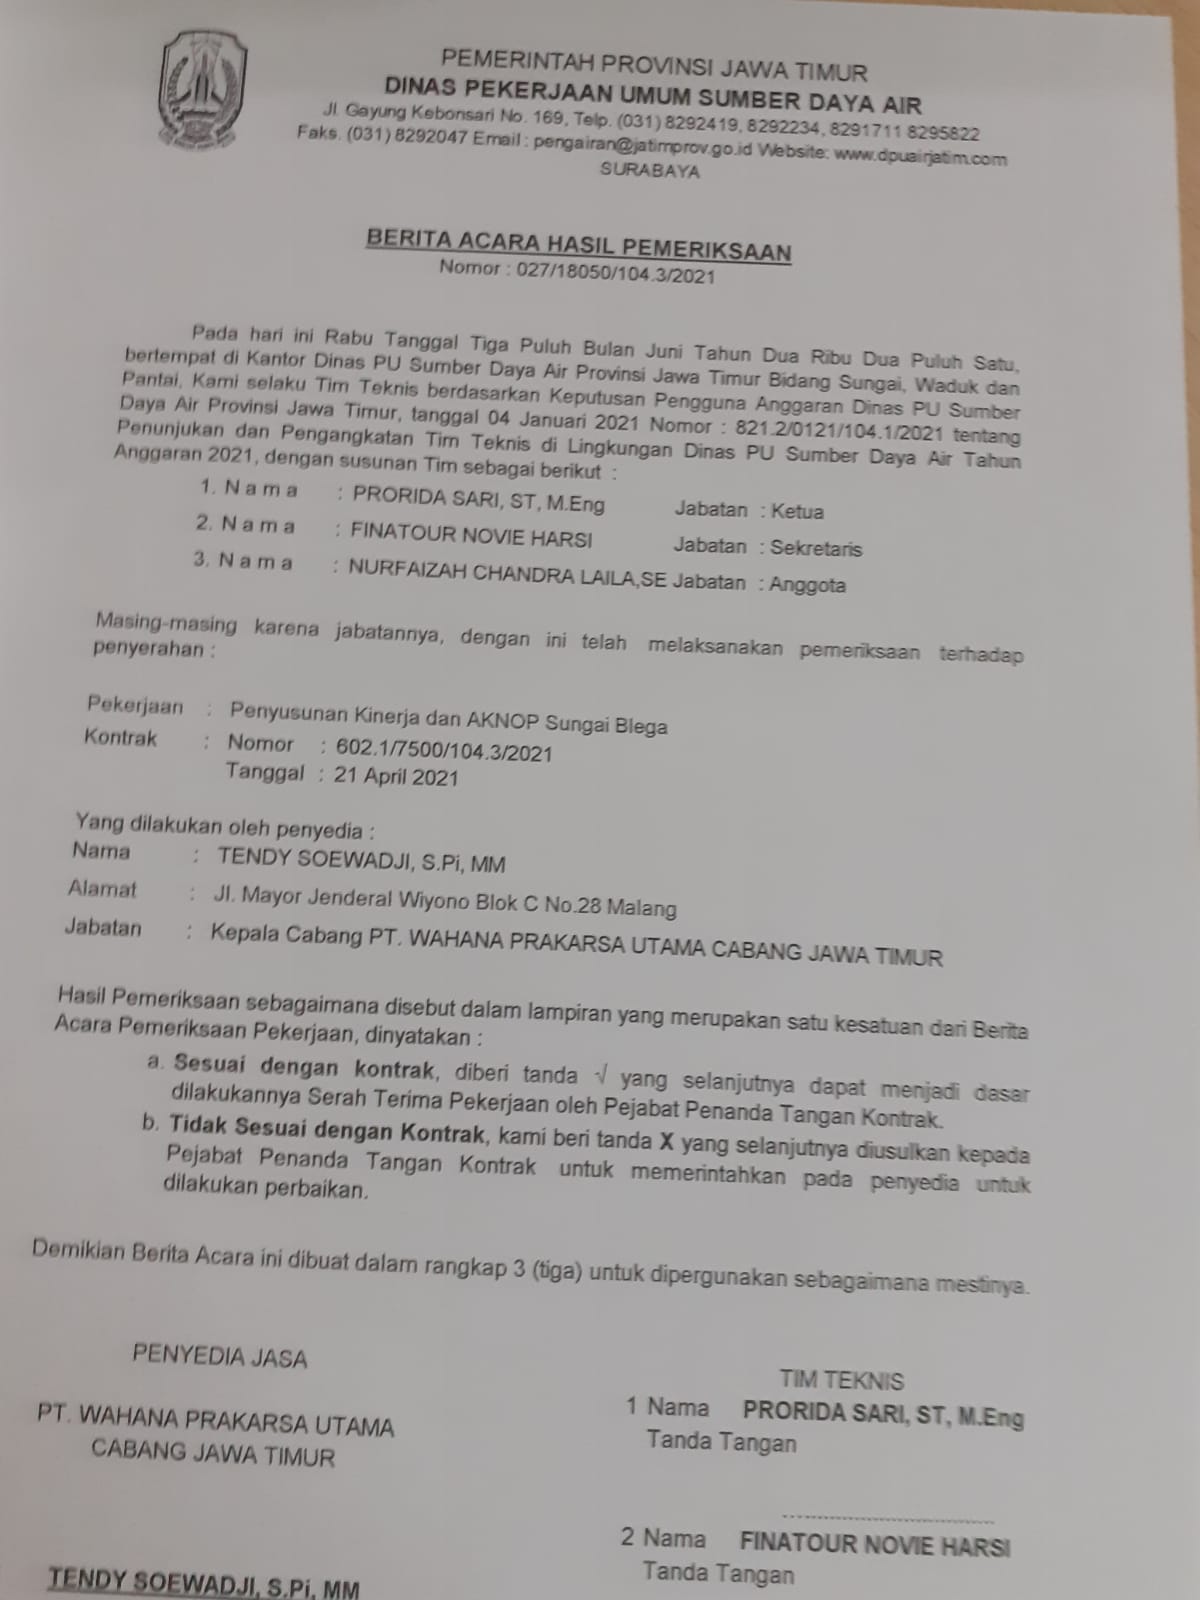 PEMERINTAH PROVINSI JAWA TIMUR
DINAS PEKERJAAN UMUM SUMBER DAYA AIR
Jl. Gayung Kebonsari No. 169, Telp. (031) 8292419, 8292234, 8291711 8295822
Faks. (031) 8292047 Email : pengairan@jatimprov.go.id Website: www.dpuairjatim.com
SURABAYA
BERITA ACARA HASIL PEMERIKSAAN
Nomor : 027/18050/104.3/2021
Pada hari ini Rabu Tanggal Tiga Puluh Bulan Juni Tahun Dua Ribu Dua Puluh Satu,
bertempat di Kantor Dinas PU Sumber Daya Air Provinsi Jawa Timur Bidang Sungai, Waduk dan
Pantai, Kami selaku Tim Teknis berdasarkan Keputusan Pengguna Anggaran Dinas PU Sumber
Daya Air Provinsi Jawa Timur, tanggal 04 Januari 2021 Nomor : 821.2/0121/104.1/2021 tentang
Penunjukan dan Pengangkatan Tim Teknis di Lingkungan Dinas PU Sumber Daya Air Tahun
Anggaran 2021, dengan susunan Tim sebagai berikut :
1. N a m a : PRORIDA SARI, ST, M.Eng Jabatan : Ketua
2. N a m a : FINATOUR NOVIE HARSI Jabatan : Sekretaris
3. N a m a : NURFAIZAH CHANDRA LAILA,SE Jabatan : Anggota
Masing-masing karena jabatannya, dengan ini telah melaksanakan pemeriksaan terhadap
penyerahan :
Pekerjaan : Penyusunan Kinerja dan AKNOP Sungai Blega
Kontrak : Nomor : 602.1/7500/104.3/2021
Tanggal : 21 April 2021
Yang dilakukan oleh penyedia :
Nama : TENDY SOEWADJI, S.Pi, MM
Alamat : Jl. Mayor Jenderal Wiyono Blok C No.28 Malang
Jabatan : Kepala Cabang PT. WAHANA PRAKARSA UTAMA CABANG JAWA TIMUR
Hasil Pemeriksaan sebagaimana disebut dalam lampiran yang merupakan satu kesatuan dari Berita
Acara Pemeriksaan Pekerjaan, dinyatakan :
a. Sesuai dengan kontrak, diberi tanda √ yang selanjutnya dapat menjadi dasar
dilakukannya Serah Terima Pekerjaan oleh Pejabat Penanda Tangan Kontrak.
b. Tidak Sesuai dengan Kontrak, kami beri tanda X yang selanjutnya diusulkan kepada
Pejabat Penanda Tangan Kontrak untuk memerintahkan pada penyedia untuk
dilakukan perbaikan.
Demikian Berita Acara ini dibuat dalam rangkap 3 (tiga) untuk dipergunakan sebagaimana mestinya.
PENYEDIA JASA
PT. WAHANA PRAKARSA UTAMA
CABANG JAWA TIMUR
TENDY SOEWADJI, S.Pi, MM
TIM TEKNIS
1 Nama PRORIDA SARI, ST, M.Eng
Tanda Tangan
2 Nama FINATOUR NOVIE HARSI
Tanda Tangan